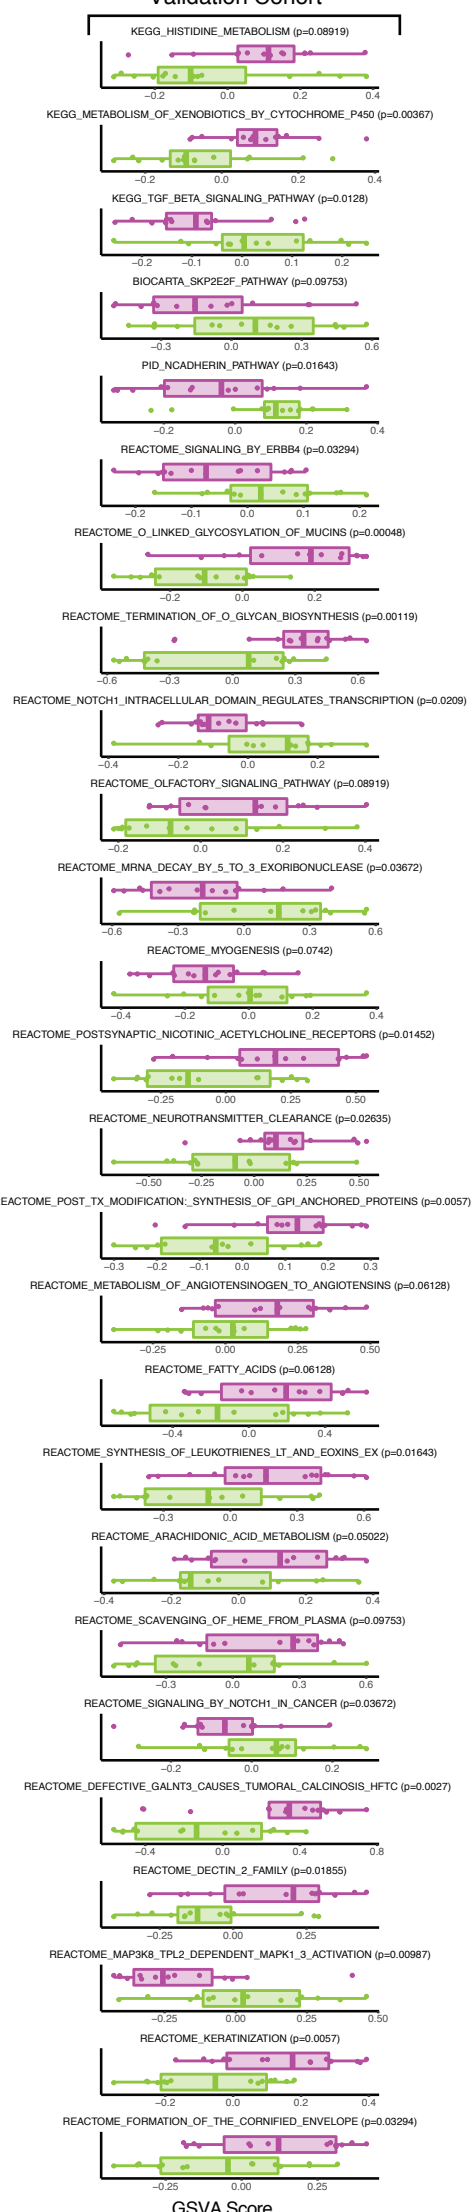 Validation Cohort
KEGG_HISTIDINE_METABOLISM (p=0.08919)
−0.2 0.0 0.2 0.4
KEGG_METABOLISM_OF_XENOBIOTICS_BY_CYTOCHROME_P450 (p=0.00367)
−0.2 0.0 0.2 0.4
KEGG_TGF_BETA_SIGNALING_PATHWAY (p=0.0128)
−0.2 −0.1 0.0 0.1 0.2
BIOCARTA_SKP2E2F_PATHWAY (p=0.09753)
−0.3 0.0 0.3 0.6
PID_NCADHERIN_PATHWAY (p=0.01643)
−0.2 0.0 0.2 0.4
REACTOME_SIGNALING_BY_ERBB4 (p=0.03294)
−0.2 −0.1 0.0 0.1 0.2
REACTOME_O_LINKED_GLYCOSYLATION_OF_MUCINS (p=0.00048)
−0.2 0.0 0.2
REACTOME_TERMINATION_OF_O_GLYCAN_BIOSYNTHESIS (p=0.00119)
−0.6 −0.3 0.0 0.3 0.6
REACTOME_NOTCH1_INTRACELLULAR_DOMAIN_REGULATES_TRANSCRIPTION (p=0.0209)
−0.4 −0.2 0.0 0.2
REACTOME_OLFACTORY_SIGNALING_PATHWAY (p=0.08919)
−0.2 0.0 0.2 0.4
REACTOME_MRNA_DECAY_BY_5_TO_3_EXORIBONUCLEASE (p=0.03672)
−0.6 −0.3 0.0 0.3 0.6
REACTOME_MYOGENESIS (p=0.0742)
−0.4 −0.2 0.0 0.2 0.4
REACTOME_POSTSYNAPTIC_NICOTINIC_ACETYLCHOLINE_RECEPTORS (p=0.01452)
−0.25 0.00 0.25 0.50
REACTOME_NEUROTRANSMITTER_CLEARANCE (p=0.02635)
−0.50 −0.25 0.00 0.25 0.50
EACTOME_POST_TX_MODIFICATION:_SYNTHESIS_OF_GPI_ANCHORED_PROTEINS (p=0.0057)
−0.3 −0.2 −0.1 0.0 0.1 0.2 0.3
REACTOME_METABOLISM_OF_ANGIOTENSINOGEN_TO_ANGIOTENSINS (p=0.06128)
−0.25 0.00 0.25 0.50
REACTOME_FATTY_ACIDS (p=0.06128)
−0.4 0.0 0.4
REACTOME_SYNTHESIS_OF_LEUKOTRIENES_LT_AND_EOXINS_EX (p=0.01643)
−0.3 0.0 0.3 0.6
REACTOME_ARACHIDONIC_ACID_METABOLISM (p=0.05022)
−0.4 −0.2 0.0 0.2 0.4
REACTOME_SCAVENGING_OF_HEME_FROM_PLASMA (p=0.09753)
−0.3 0.0 0.3 0.6
REACTOME_SIGNALING_BY_NOTCH1_IN_CANCER (p=0.03672)
−0.2 0.0 0.2
REACTOME_DEFECTIVE_GALNT3_CAUSES_TUMORAL_CALCINOSIS_HFTC (p=0.0027)
−0.4 0.0 0.4 0.8
REACTOME_DECTIN_2_FAMILY (p=0.01855)
−0.25 0.00 0.25
REACTOME_MAP3K8_TPL2_DEPENDENT_MAPK1_3_ACTIVATION (p=0.00987)
−0.25 0.00 0.25 0.50
REACTOME_KERATINIZATION (p=0.0057)
−0.2 0.0 0.2 0.4
REACTOME_FORMATION_OF_THE_CORNIFIED_ENVELOPE (p=0.03294)
−0.25 0.00 0.25
GSVA Score